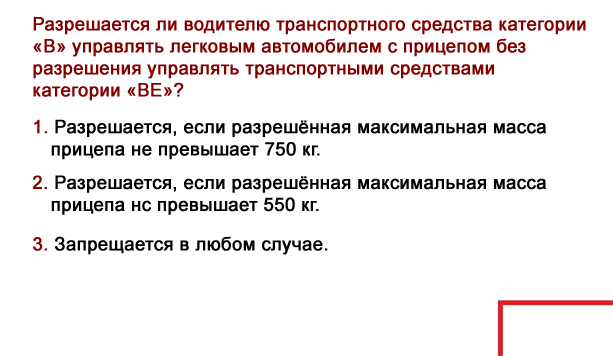 Разрешается ли водителю транспортного средства категории
«В» управлять легковым автомобилем с прицепом без
разрешения управлять транспортными средствами
категории «ВЕ»?
1. Разрешается, если разрешённая максимальная масса
прицепа не превышает 750 кг.
2. Разрешается, если разрешённая максимальная масса
прицепа нс превышает 550 кг.
3. Запрещается в любом случае.